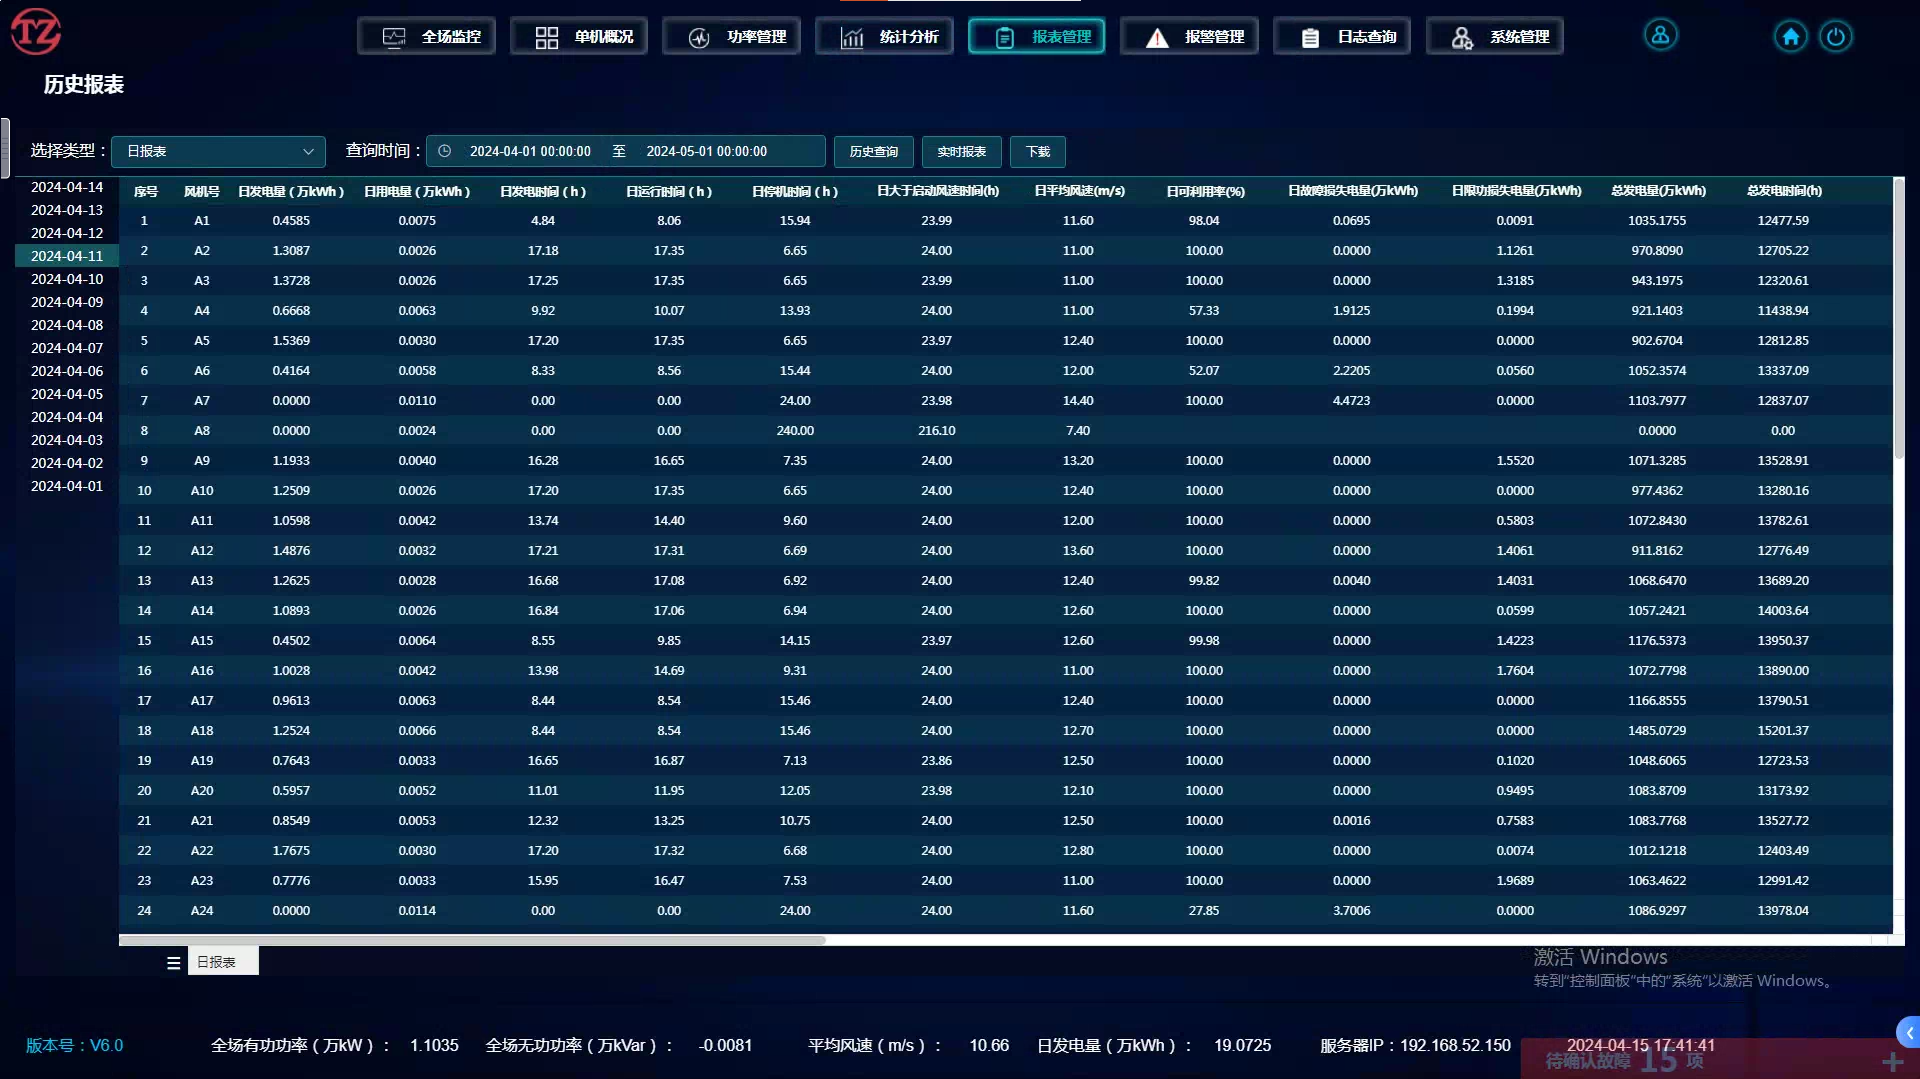 TZ
全场监控 单机概况 功率管理 统计分析 报表管理 报警管理 日志查询 系统管理
历史报表
选择类型： 日报表 查询时间： 2024-04-01 00:00:00 至 2024-05-01 00:00:00 历史查询 实时报表 下载
2024-04-14
2024-04-13
2024-04-12
2024-04-11
2024-04-10
2024-04-09
2024-04-08
2024-04-07
2024-04-06
2024-04-05
2024-04-04
2024-04-03
2024-04-02
2024-04-01
序号 风机号 日发电量（万kWh） 日用电量（万kWh） 日发电时间（h） 日运行时间（h） 日停机时间（h） 日大于启动风速时间(h) 日平均风速(m/s) 日可利用率(%) 日故障损失电量(万kWh) 日限功损失电量(万kWh) 总发电量(万kWh) 总发电时间(h)
1 A1 0.4585 0.0075 4.84 8.06 15.94 23.99 11.60 98.04 0.0695 0.0091 1035.1755 12477.59
2 A2 1.3087 0.0026 17.18 17.35 6.65 24.00 11.00 100.00 0.0000 1.1261 970.8090 12705.22
3 A3 1.3728 0.0026 17.25 17.35 6.65 23.99 11.00 100.00 0.0000 1.3185 943.1975 12320.61
4 A4 0.6668 0.0063 9.92 10.07 13.93 24.00 11.00 57.33 1.9125 0.1994 921.1403 11438.94
5 A5 1.5369 0.0030 17.20 17.35 6.65 23.97 12.40 100.00 0.0000 0.0000 902.6704 12812.85
6 A6 0.4164 0.0058 8.33 8.56 15.44 24.00 12.00 52.07 2.2205 0.0560 1052.3574 13337.09
7 A7 0.0000 0.0110 0.00 0.00 24.00 23.98 14.40 100.00 4.4723 0.0000 1103.7977 12837.07
8 A8 0.0000 0.0024 0.00 0.00 240.00 216.10 7.40 0.0000 0.00
9 A9 1.1933 0.0040 16.28 16.65 7.35 24.00 13.20 100.00 0.0000 1.5520 1071.3285 13528.91
10 A10 1.2509 0.0026 17.20 17.35 6.65 24.00 12.40 100.00 0.0000 0.0000 977.4362 13280.16
11 A11 1.0598 0.0042 13.74 14.40 9.60 24.00 12.00 100.00 0.0000 0.5803 1072.8430 13782.61
12 A12 1.4876 0.0032 17.21 17.31 6.69 24.00 13.60 100.00 0.0000 1.4061 911.8162 12776.49
13 A13 1.2625 0.0028 16.68 17.08 6.92 24.00 12.40 99.82 0.0040 1.4031 1068.6470 13689.20
14 A14 1.0893 0.0026 16.84 17.06 6.94 24.00 12.60 100.00 0.0000 0.0599 1057.2421 14003.64
15 A15 0.4502 0.0064 8.55 9.85 14.15 23.97 12.60 99.98 0.0000 1.4223 1176.5373 13950.37
16 A16 1.0028 0.0042 13.98 14.69 9.31 24.00 11.00 100.00 0.0000 1.7604 1072.7798 13890.00
17 A17 0.9613 0.0063 8.44 8.54 15.46 24.00 12.40 100.00 0.0000 0.0000 1166.8555 13790.51
18 A18 1.2524 0.0066 8.44 8.54 15.46 24.00 12.70 100.00 0.0000 0.0000 1485.0729 15201.37
19 A19 0.7643 0.0033 16.65 16.87 7.13 23.86 12.50 100.00 0.0000 0.1020 1048.6065 12723.53
20 A20 0.5957 0.0052 11.01 11.95 12.05 23.98 12.10 100.00 0.0000 0.9495 1083.8709 13173.92
21 A21 0.8549 0.0053 12.32 13.25 10.75 24.00 12.50 100.00 0.0016 0.7583 1083.7768 13527.72
22 A22 1.7675 0.0030 17.20 17.32 6.68 24.00 12.80 100.00 0.0000 0.0074 1012.1218 12403.49
23 A23 0.7776 0.0033 15.95 16.47 7.53 24.00 11.00 100.00 0.0000 1.9689 1063.4622 12991.42
24 A24 0.0000 0.0114 0.00 0.00 24.00 24.00 11.60 27.85 3.7006 0.0000 1086.9297 13978.04
日报表
激活 Windows
转到"控制面板"中的"系统"以激活 Windows。
版本号：V6.0 全场有功功率（万kW）： 1.1035 全场无功功率（万kVar）： -0.0081 平均风速（m/s）： 10.66 日发电量（万kWh）： 19.0725 服务器IP：192.168.52.150 2024-04-15 17:41:41
待确认故障 15 项